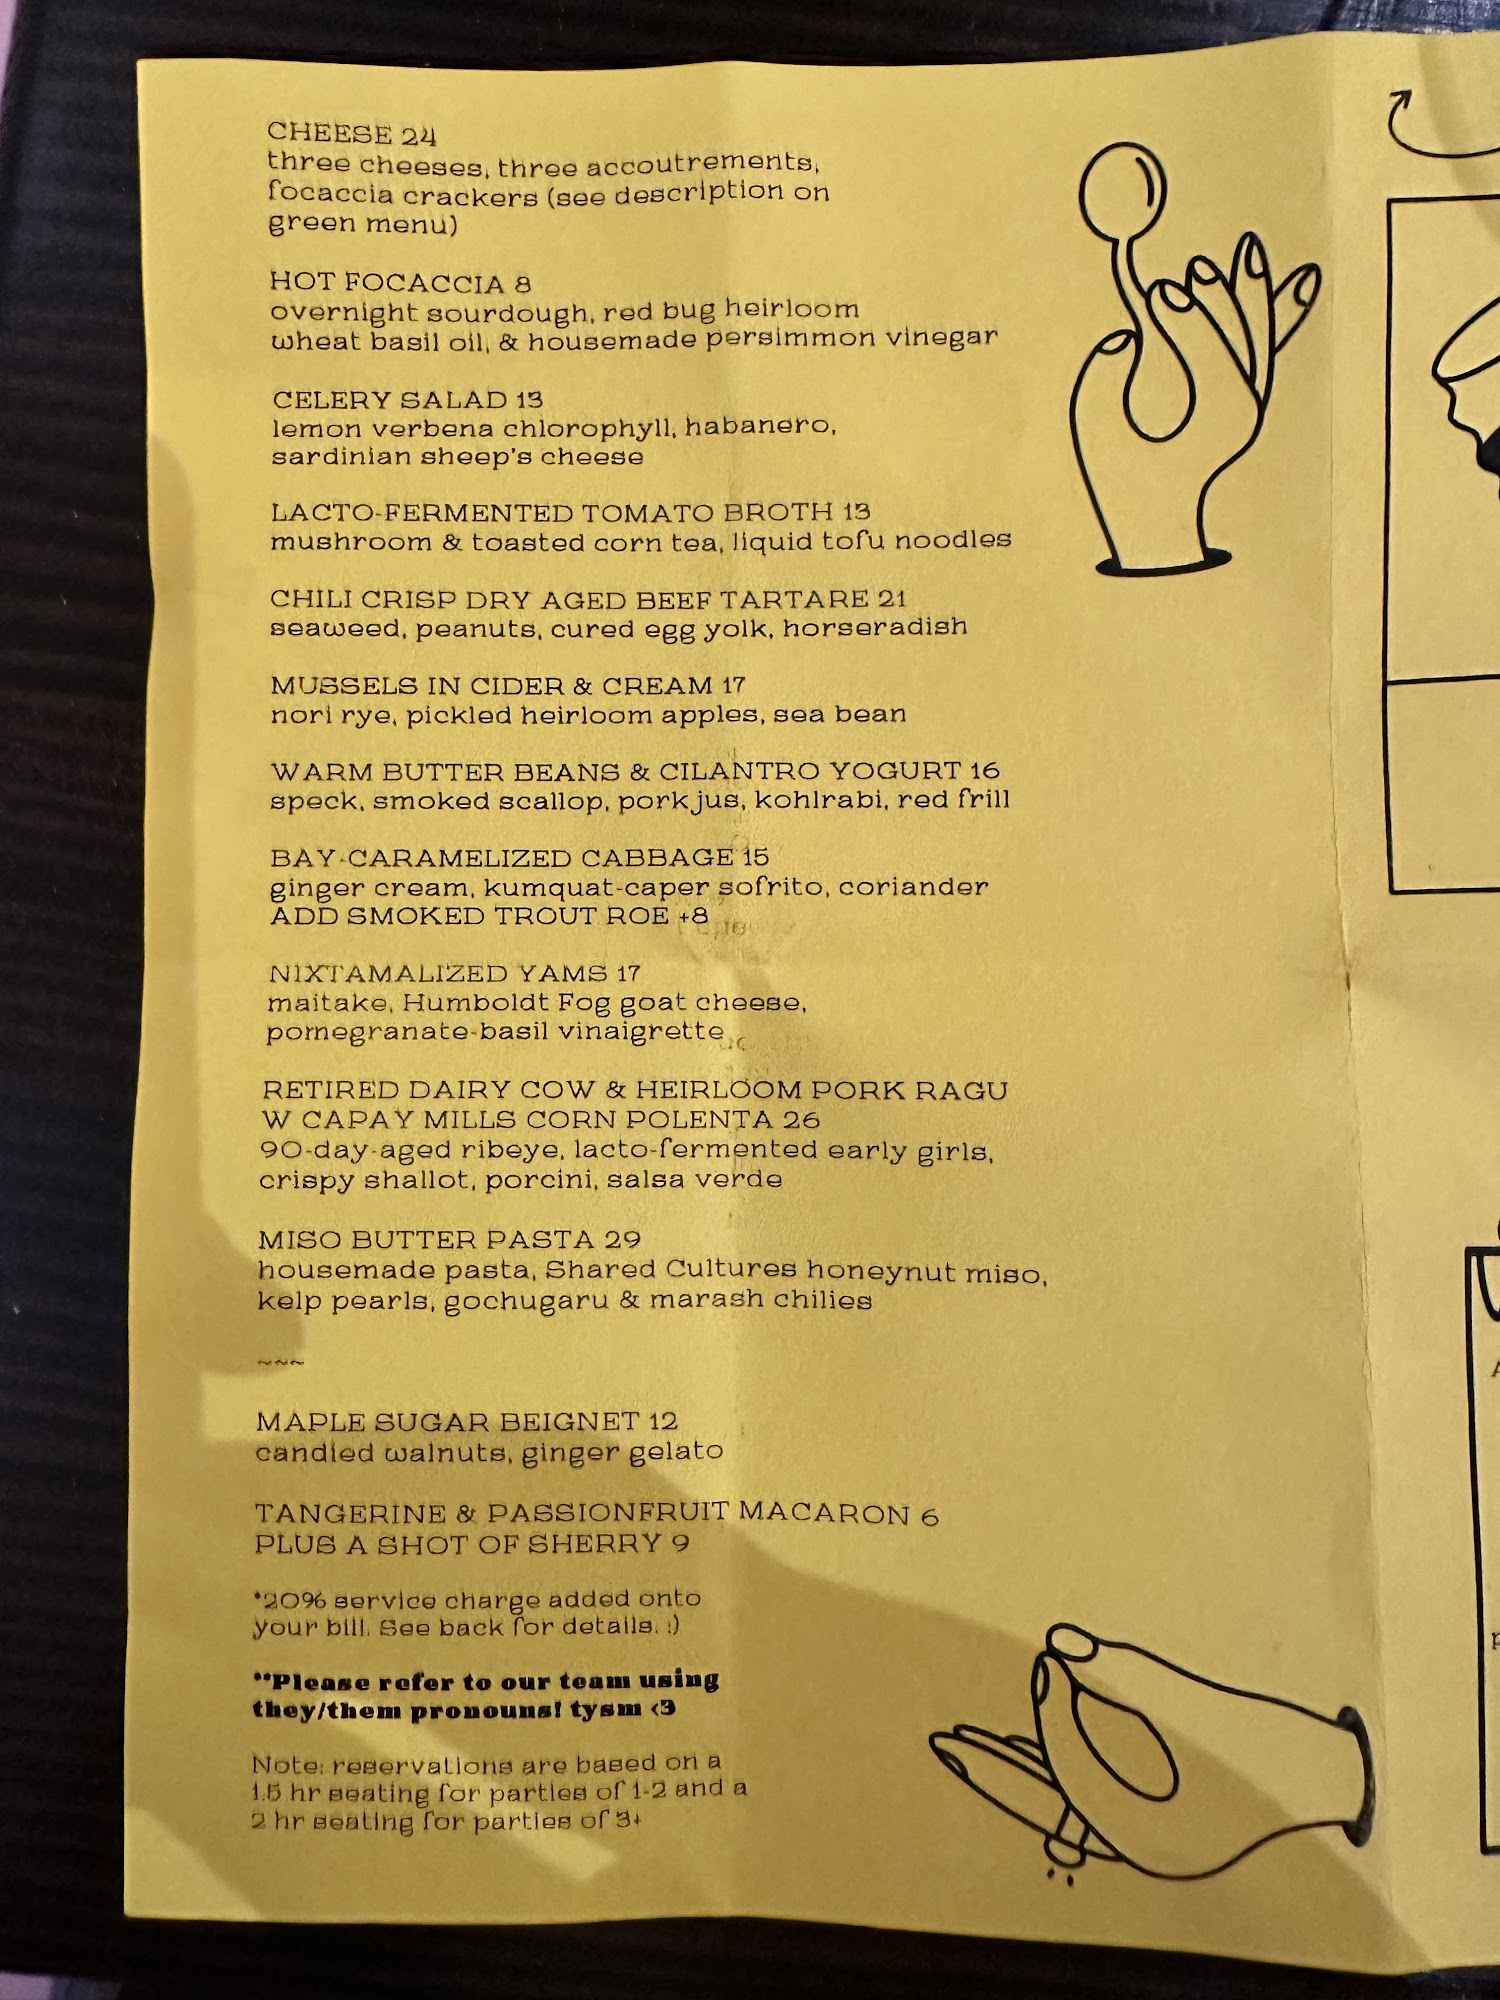 CHEESE 24
three cheeses, three accoutrements,
focaccia crackers (see description on
green menu)
HOT FOCACCIA 8
overnight sourdough, red bug heirloom
wheat basil oil, & housemade persimmon vinegar
CELERY SALAD 13
lemon verbena chlorophyll, habanero,
sardinian sheep's cheese
LACTO-FERMENTED TOMATO BROTH 13
mushroom & toasted corn tea, liquid tofu noodles
CHILI CRISP DRY AGED BEEF TARTARE 21
seaweed, peanuts, cured egg yolk, horseradish
MUSSELS IN CIDER & CREAM 17
nori rye, pickled heirloom apples, sea bean
WARM BUTTER BEANS & CILANTRO YOGURT 16
speck, smoked scallop, pork jus, kohlrabi, red frill
BAY-CARAMELIZED CABBAGE 15
ginger cream, kumquat-caper sofrito, coriander
ADD SMOKED TROUT ROE +8
NIXTAMALIZED YAMS 17
maitake, Humboldt Fog goat cheese,
pomegranate-basil vinaigrette
RETIRED DAIRY COW & HEIRLOOM PORK RAGU
W CAPAY MILLS CORN POLENTA 26
90-day-aged ribeye, lacto-fermented early girls,
crispy shallot, porcini, salsa verde
MISO BUTTER PASTA 29
housemade pasta, Shared Cultures honeynut miso,
kelp pearls, gochugaru & marash chilies
~~~
MAPLE SUGAR BEIGNET 12
candied walnuts, ginger gelato
TANGERINE & PASSIONFRUIT MACARON 6
PLUS A SHOT OF SHERRY 9
*20% service charge added onto
your bill. See back for details. :)
**Please refer to our team using
they/them pronouns! tysm <3
Note: reservations are based on a
1.5 hr seating for parties of 1-2 and a
2 hr seating for parties of 3+